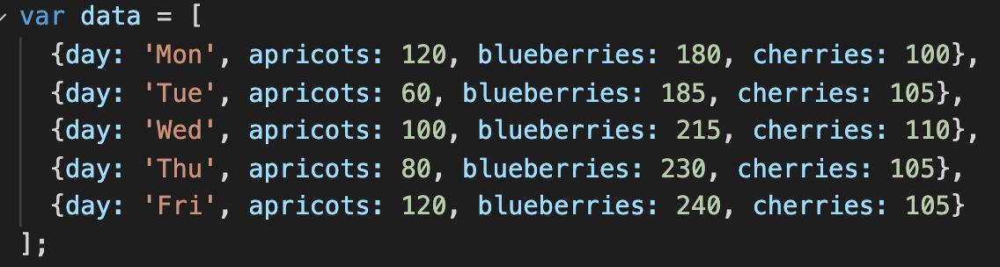 var data = [
{day: 'Mon', apricots: 120, blueberries: 180, cherries: 100},
{day: 'Tue', apricots: 60, blueberries: 185, cherries: 105},
{day: 'Wed', apricots: 100, blueberries: 215, cherries: 110},
{day: 'Thu', apricots: 80, blueberries: 230, cherries: 105},
{day: 'Fri', apricots: 120, blueberries: 240, cherries: 105}
];